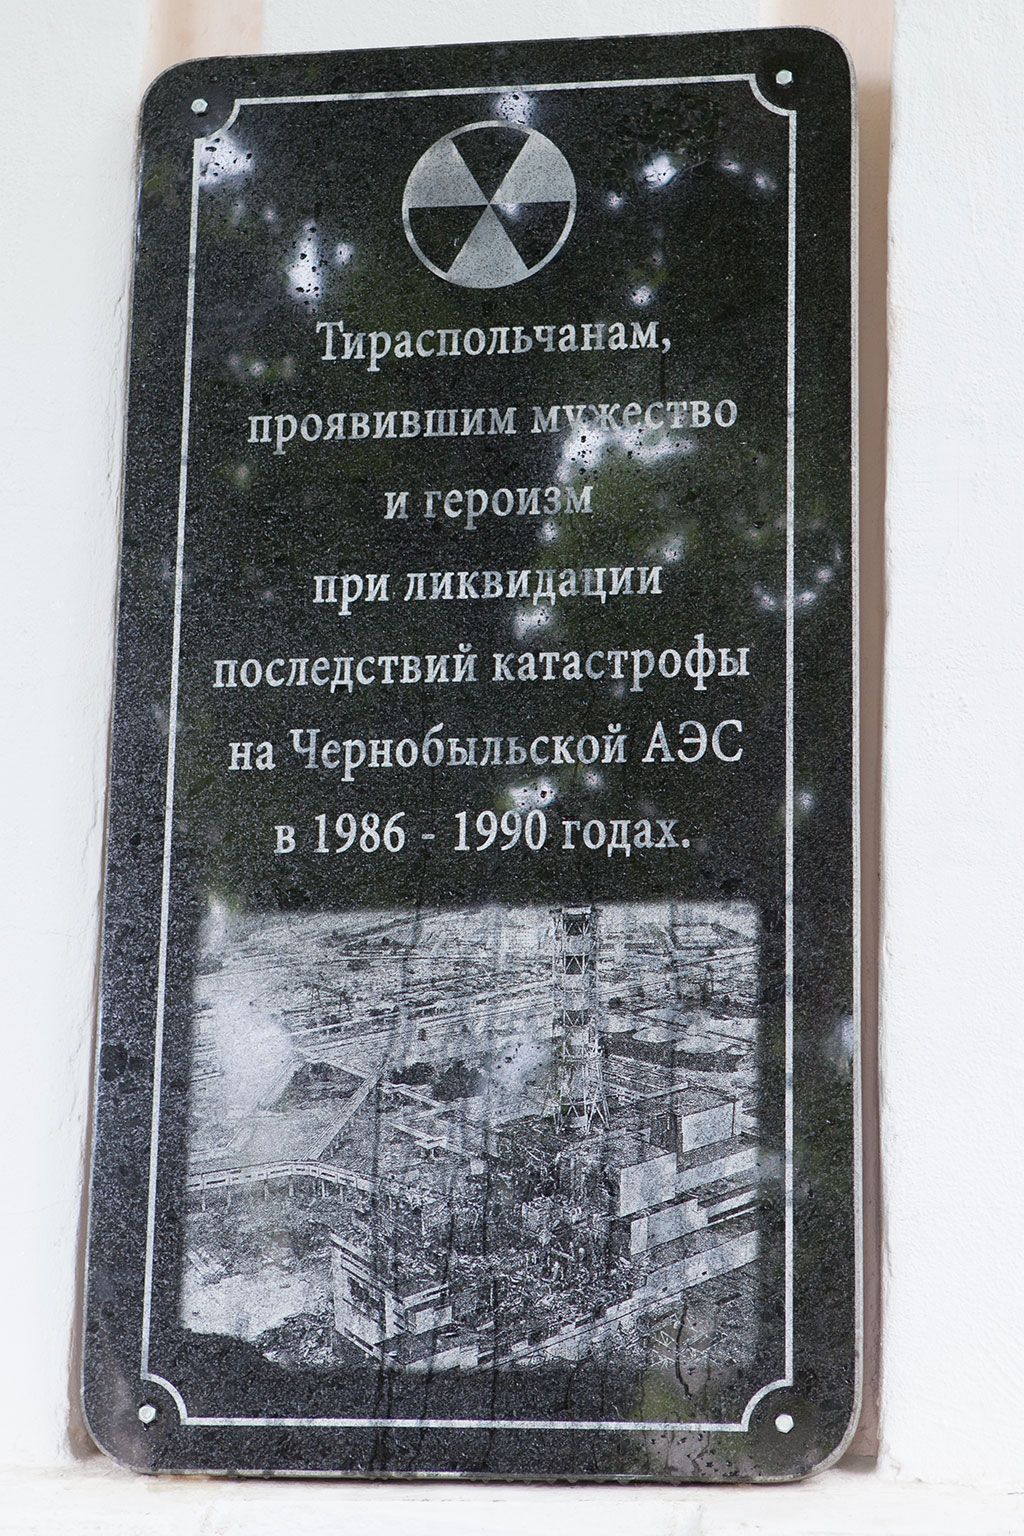 Тираспольчанам,
проявившим мужество
и героизм
при ликвидации
последствий катастрофы
на Чернобыльской АЭС
в 1986 - 1990 годах.